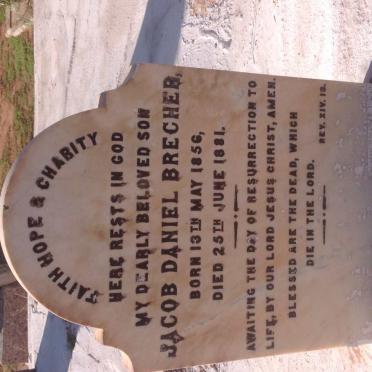 FAITH HOPE & CHARITY
HERE RESTS IN GOD
MY DEARLY BELOVED SON
JACOB DANIEL BRECHER,
BORN 13TH MAY 1856,
DIED 25TH JUNE 1881.
AWAITING THE DAY OF RESURRECTION TO
LIFE, BY OUR LORD JESUS CHRIST, AMEN.
BLESSED ARE THE DEAD, WHICH
DIE IN THE LORD.
REV. XIV. 13.